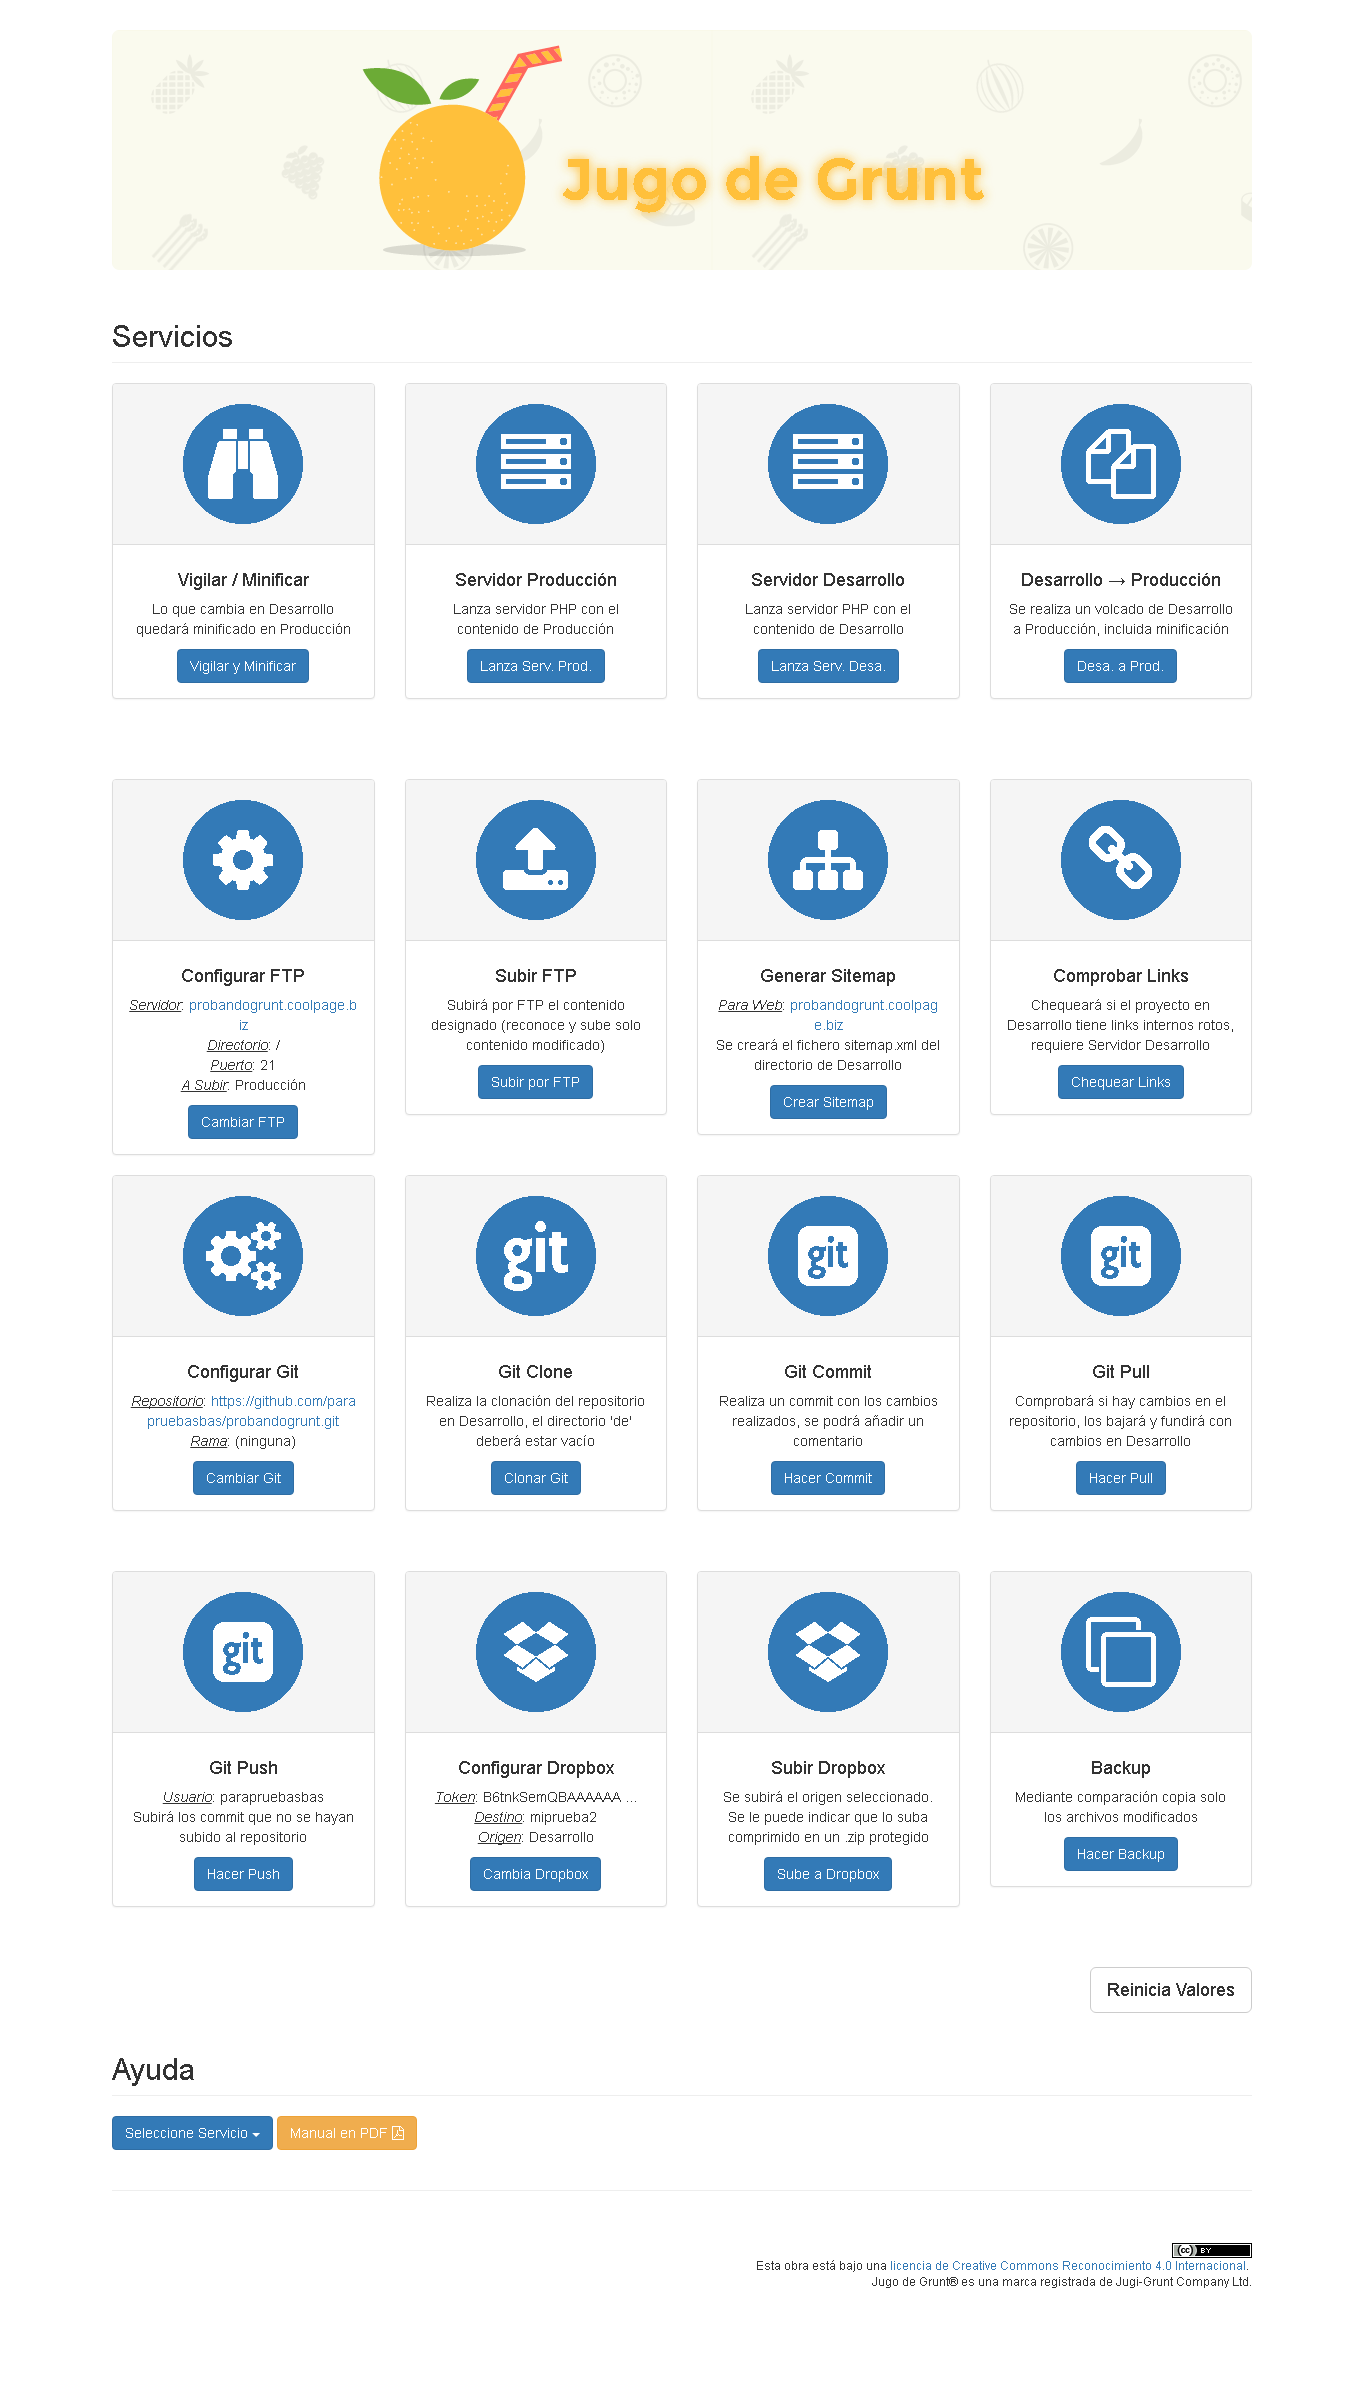 Jugo de Grunt
Servicios
Vigilar / Minificar
Lo que cambia en Desarrollo
quedará minificado en Producción
Vigilar y Minificar
Servidor Producción
Lanza servidor PHP con el
contenido de Producción
Lanza Serv. Prod.
Servidor Desarrollo
Lanza servidor PHP con el
contenido de Desarrollo
Lanza Serv. Desa.
Desarrollo → Producción
Se realiza un volcado de Desarrollo
a Producción, incluida minificación
Desa. a Prod.
Configurar FTP
Servidor: probandogrunt.coolpage.b
iz
Directorio: /
Puerto: 21
A Subir: Producción
Cambiar FTP
Subir FTP
Subirá por FTP el contenido
designado (reconoce y sube solo
contenido modificado)
Subir por FTP
Generar Sitemap
Para Web: probandogrunt.coolpag
e.biz
Se creará el fichero sitemap.xml del
directorio de Desarrollo
Crear Sitemap
Comprobar Links
Chequeará si el proyecto en
Desarrollo tiene links internos rotos,
requiere Servidor Desarrollo
Chequear Links
Configurar Git
Repositorio: https://github.com/para
pruebasbas/probandogrunt.git
Rama: (ninguna)
Cambiar Git
git
Git Clone
Realiza la clonación del repositorio
en Desarrollo, el directorio 'de'
deberá estar vacío
Clonar Git
git
Git Commit
Realiza un commit con los cambios
realizados, se podrá añadir un
comentario
Hacer Commit
git
Git Pull
Comprobará si hay cambios en el
repositorio, los bajará y fundirá con
cambios en Desarrollo
Hacer Pull
git
Git Push
Usuario: parapruebasbas
Subirá los commit que no se hayan
subido al repositorio
Hacer Push
Configurar Dropbox
Token: B6tnkSemQBAAAAAA ...
Destino: miprueba2
Origen: Desarrollo
Cambia Dropbox
Subir Dropbox
Se subirá el origen seleccionado.
Se le puede indicar que lo suba
comprimido en un .zip protegido
Sube a Dropbox
Backup
Mediante comparación copia solo
los archivos modificados
Hacer Backup
Reinicia Valores
Ayuda
Seleccione Servicio
Manual en PDF
cc BY
Esta obra está bajo una licencia de Creative Commons Reconocimiento 4.0 Internacional.
Jugo de Grunt® es una marca registrada de Jugi-Grunt Company Ltd.